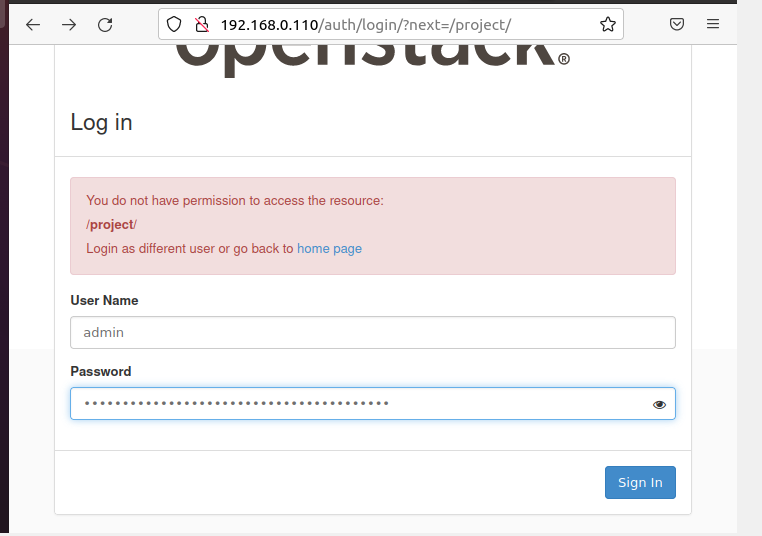 192.168.0.110/auth/login/?next=/project/
openstack®
Log in
You do not have permission to access the resource:
/project/
Login as different user or go back to home page
User Name
admin
Password
••••••••••••••••••••••••••••••••••••••••
Sign In